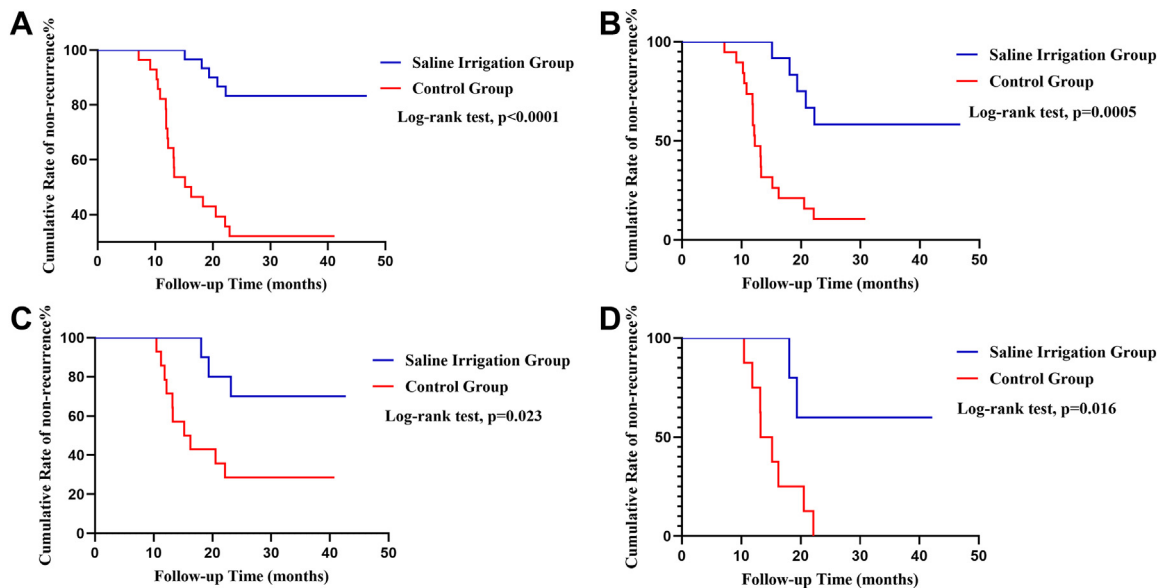 A
Cumulative Rate of non-recurrence%
100
80
60
40
0 10 20 30 40 50
Follow-up Time (months)
Saline Irrigation Group
Control Group
Log-rank test, p<0.0001
B
Cumulative Rate of non-recurrence%
100
50
0
0 10 20 30 40 50
Follow-up Time (months)
Saline Irrigation Group
Control Group
Log-rank test, p=0.0005
C
Cumulative Rate of non-recurrence%
100
80
60
40
20
0
0 10 20 30 40 50
Follow-up Time (months)
Saline Irrigation Group
Control Group
Log-rank test, p=0.023
D
Cumulative Rate of non-recurrence%
100
50
0
0 10 20 30 40 50
Follow-up Time (months)
Saline Irrigation Group
Control Group
Log-rank test, p=0.016